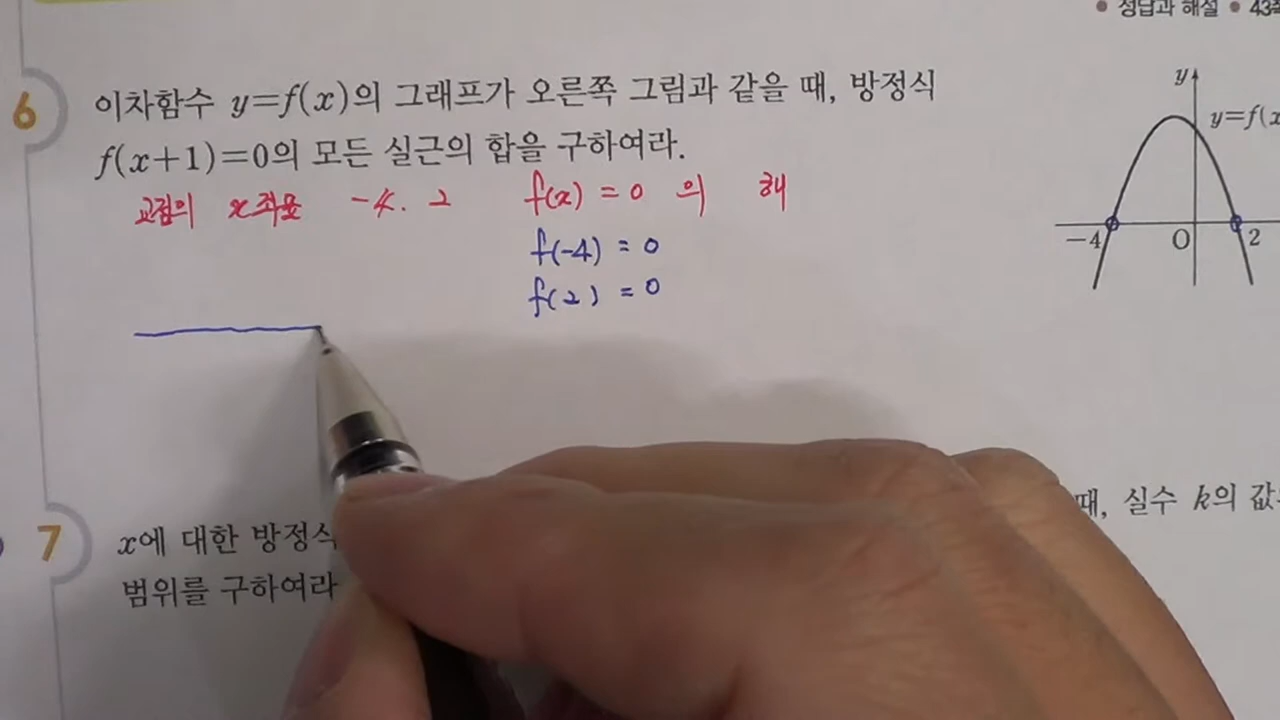 ● 정답과 해설 ● 43쪽
6 이차함수 y=f(x)의 그래프가 오른쪽 그림과 같을 때, 방정식
f(x+1)=0의 모든 실근의 합을 구하여라.
교점의 x좌표 -4. 2 f(x) = 0 의 해
f(-4) = 0
f(2) = 0
y
y=f(x
-4 O 2
7 x에 대한 방정식
때, 실수 k의 값
범위를 구하여라